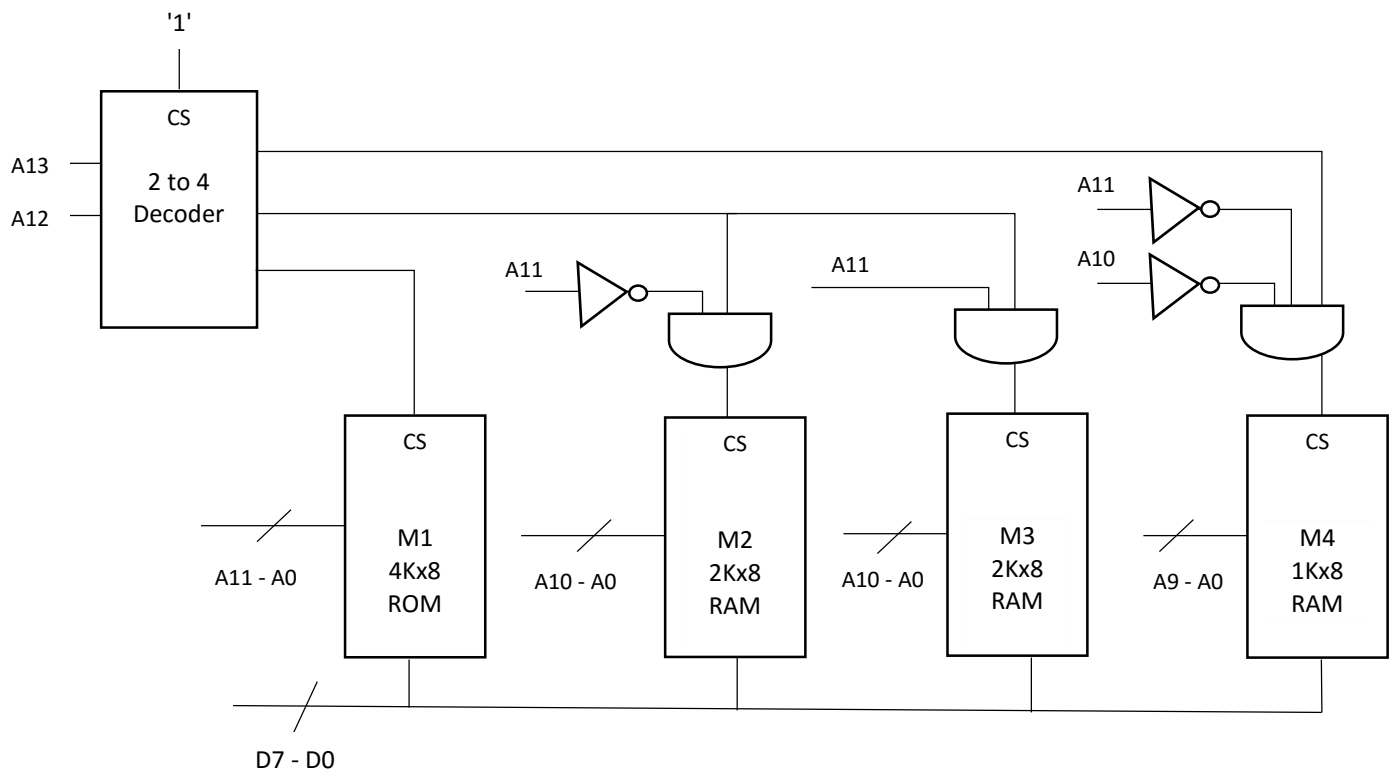 '1'
CS
2 to 4
Decoder
A13
A12
A11
A11
A11
A10
CS
M1
4Kx8
ROM
A11 - A0
CS
M2
2Kx8
RAM
A10 - A0
CS
M3
2Kx8
RAM
A10 - A0
CS
M4
1Kx8
RAM
A9 - A0
D7 - D0